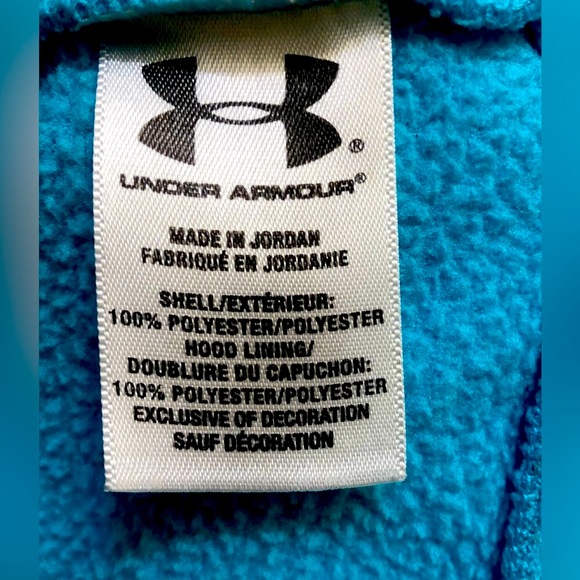 ®
UNDER ARMOUR®
MADE IN JORDAN
FABRIQUÉ EN JORDANIE
SHELL/EXTÉRIEUR:
100% POLYESTER/POLYESTER
HOOD LINING/
DOUBLURE DU CAPUCHON:
100% POLYESTER/POLYESTER
EXCLUSIVE OF DECORATION
SAUF DÉCORATION